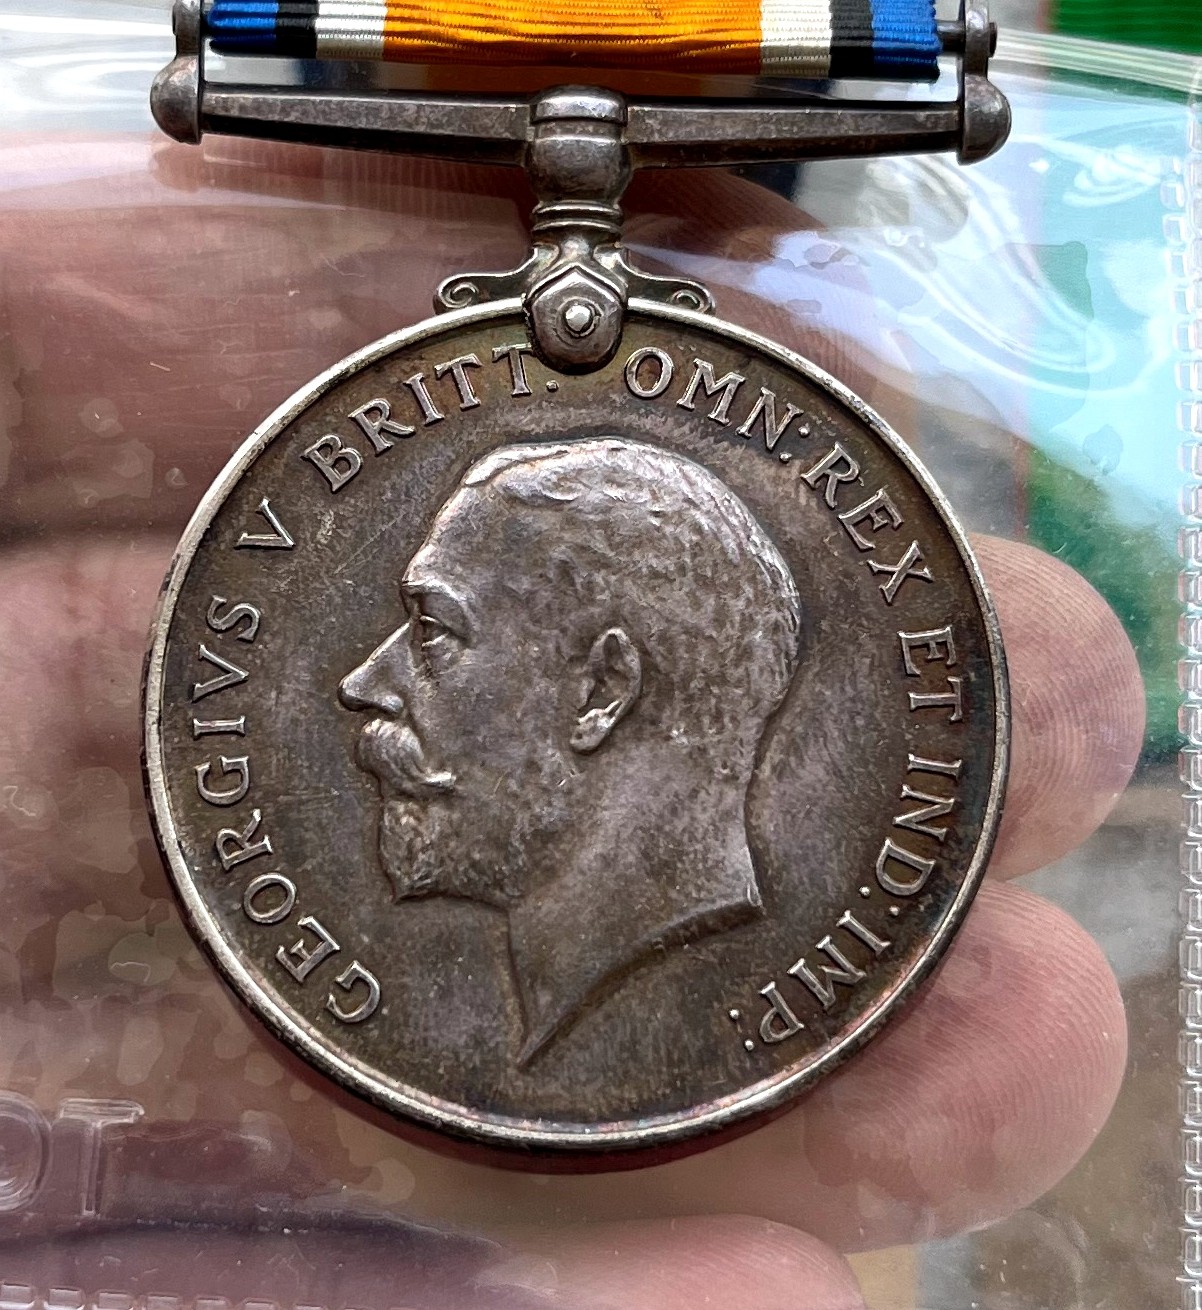 GEORGIVS V BRITT. OMN: REX ET IND: IMP: